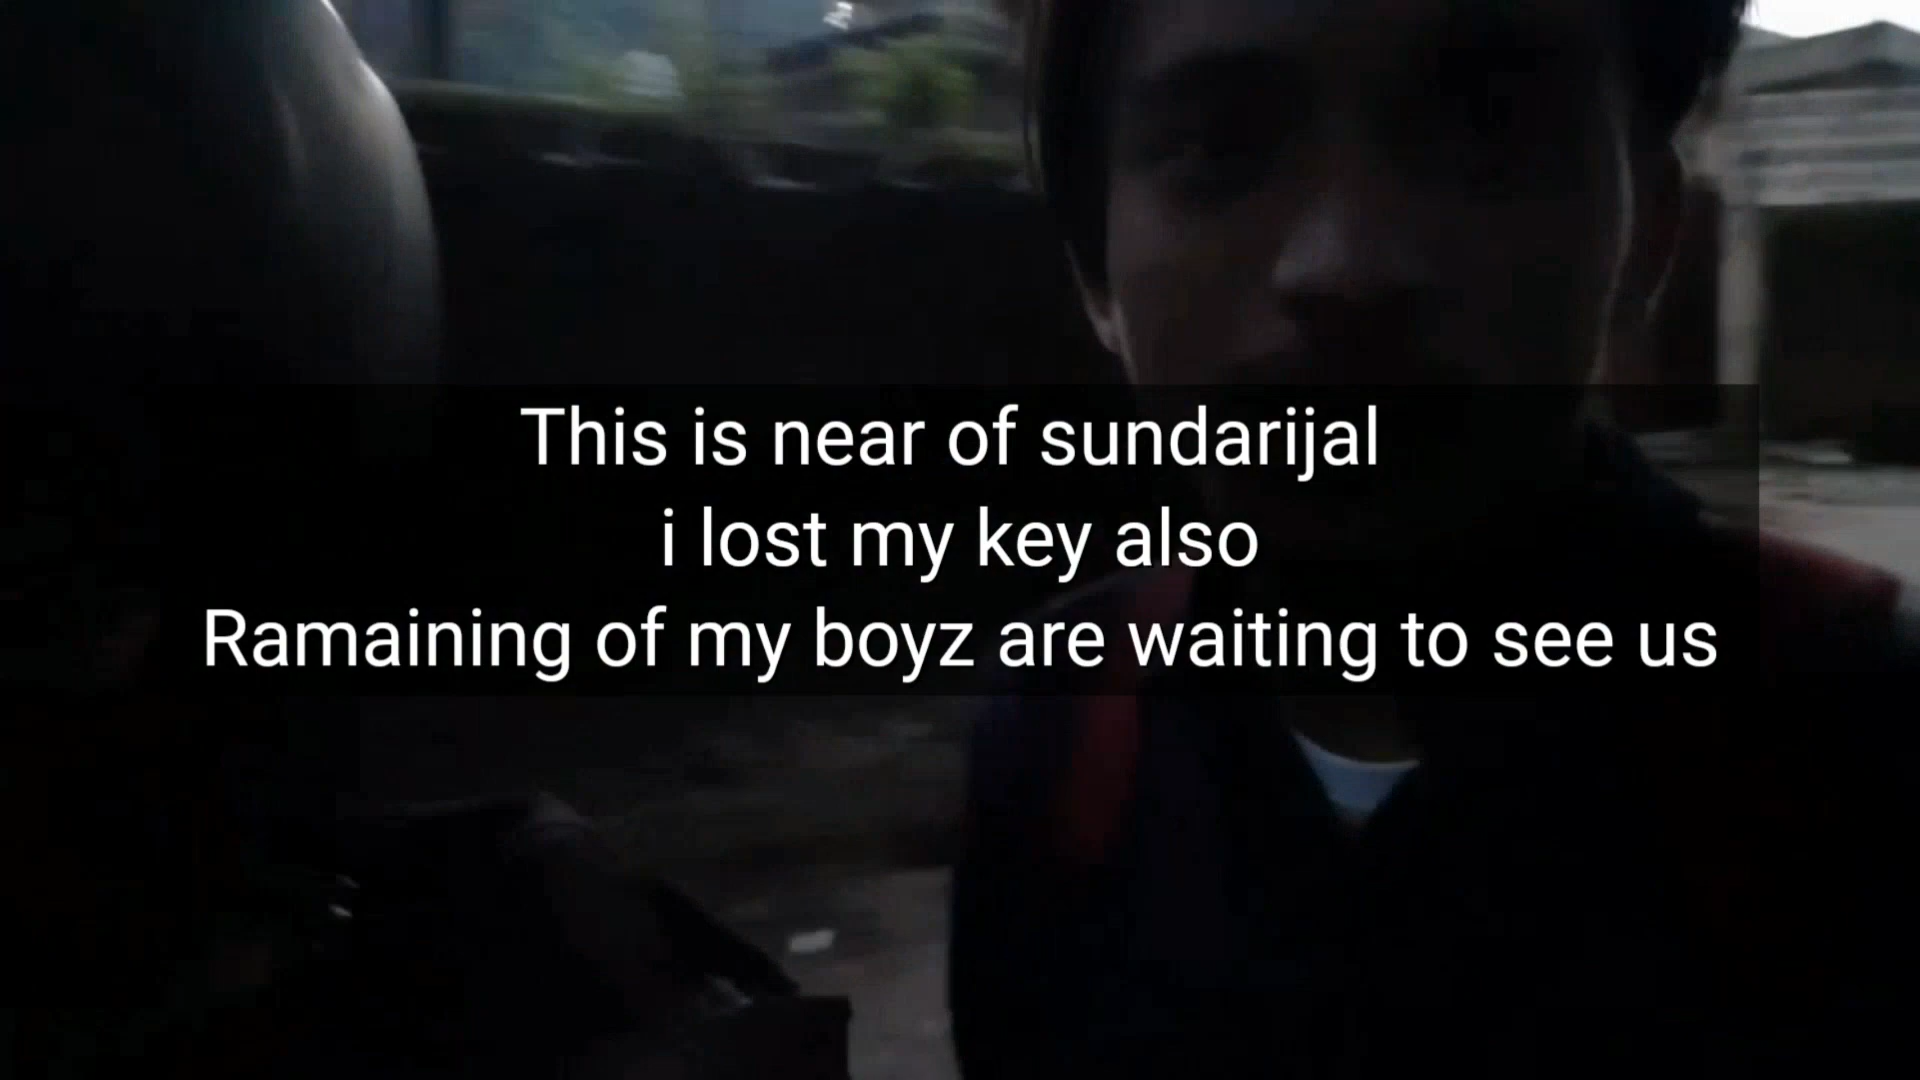 This is near of sundarijal
i lost my key also
Ramaining of my boyz are waiting to see us